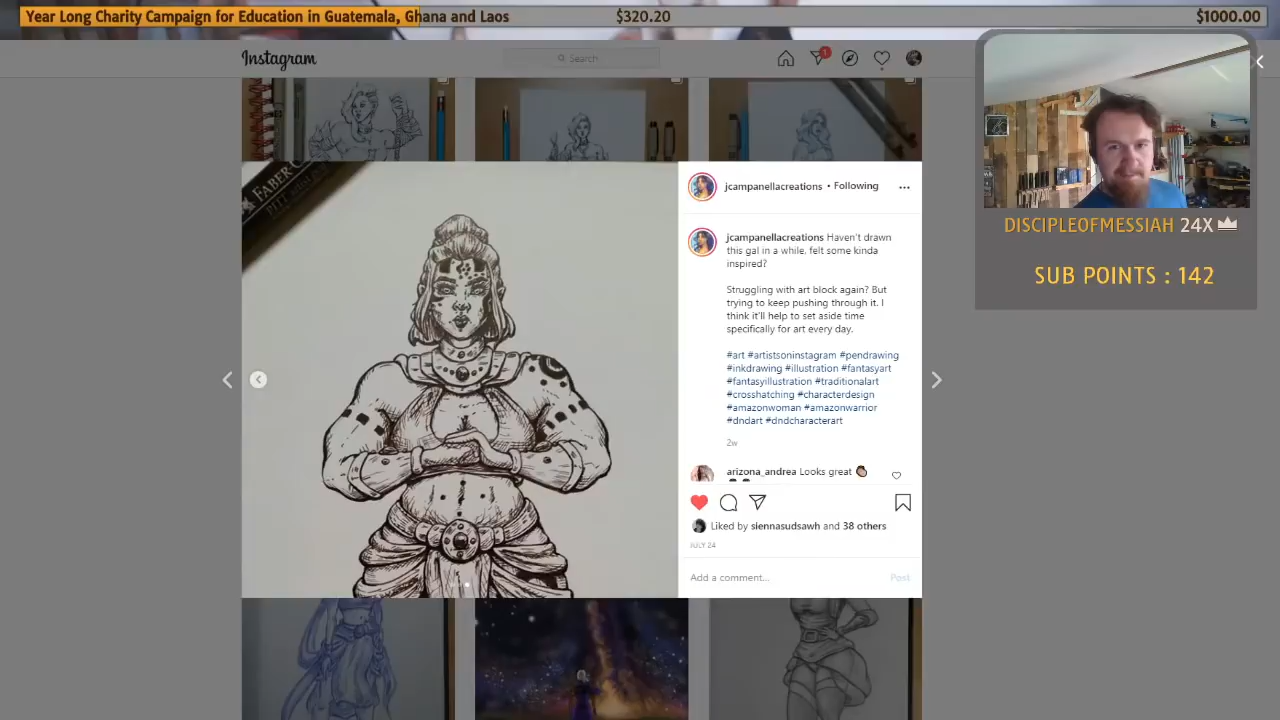 Year Long Charity Campaign for Education in Guatemala, Ghana and Laos $320.20 $1000.00
Instagram
Search
1
FABER-C
PITT artist
jcampanellacreations • Following
jcampanellacreations Haven't drawn
this gal in a while, felt some kinda
inspired?
Struggling with art block again? But
trying to keep pushing through it. I
think it'll help to set aside time
specifically for art every day.
#art #artistsoninstagram #pendrawing
#inkdrawing #illustration #fantasyart
#fantasyillustration #traditionalart
#crosshatching #characterdesign
#amazonwoman #amazonwarrior
#dndart #dndcharacterart
2w
arizona_andrea Looks great
Liked by siennasudsawh and 38 others
JULY 24
Add a comment... Post
DISCIPLEOFMESSIAH 24X
SUB POINTS : 142